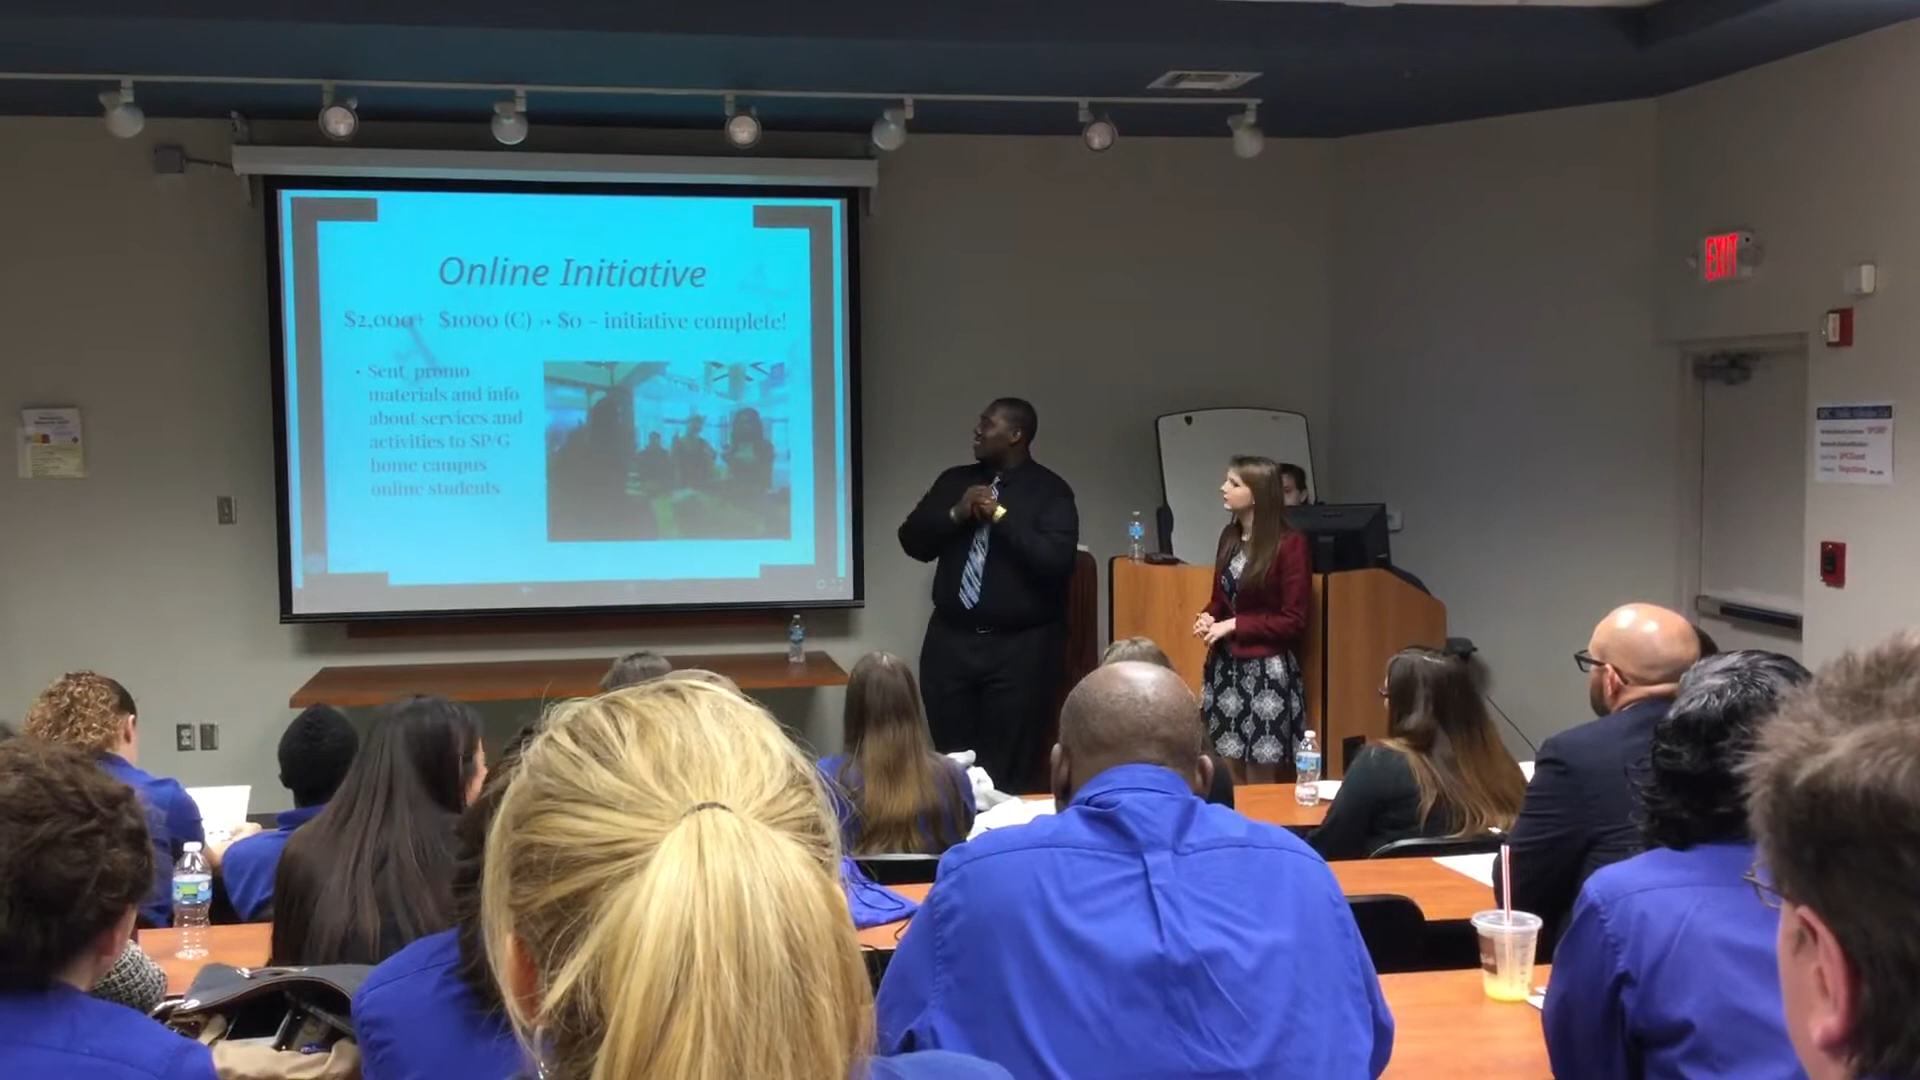 Online Initiative
$2,000+ $1000 (C) → $0 – initiative complete!
• Sent promo
materials and info
about services and
activities to SP/G
home campus
online students
EXIT